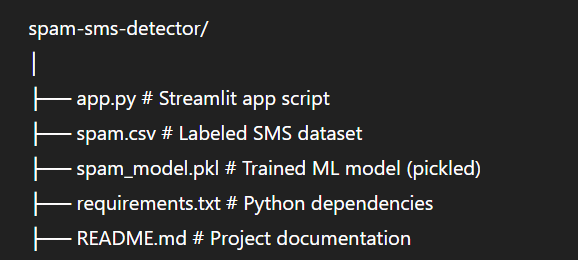 spam-sms-detector/
│
├── app.py # Streamlit app script
├── spam.csv # Labeled SMS dataset
├── spam_model.pkl # Trained ML model (pickled)
├── requirements.txt # Python dependencies
├── README.md # Project documentation